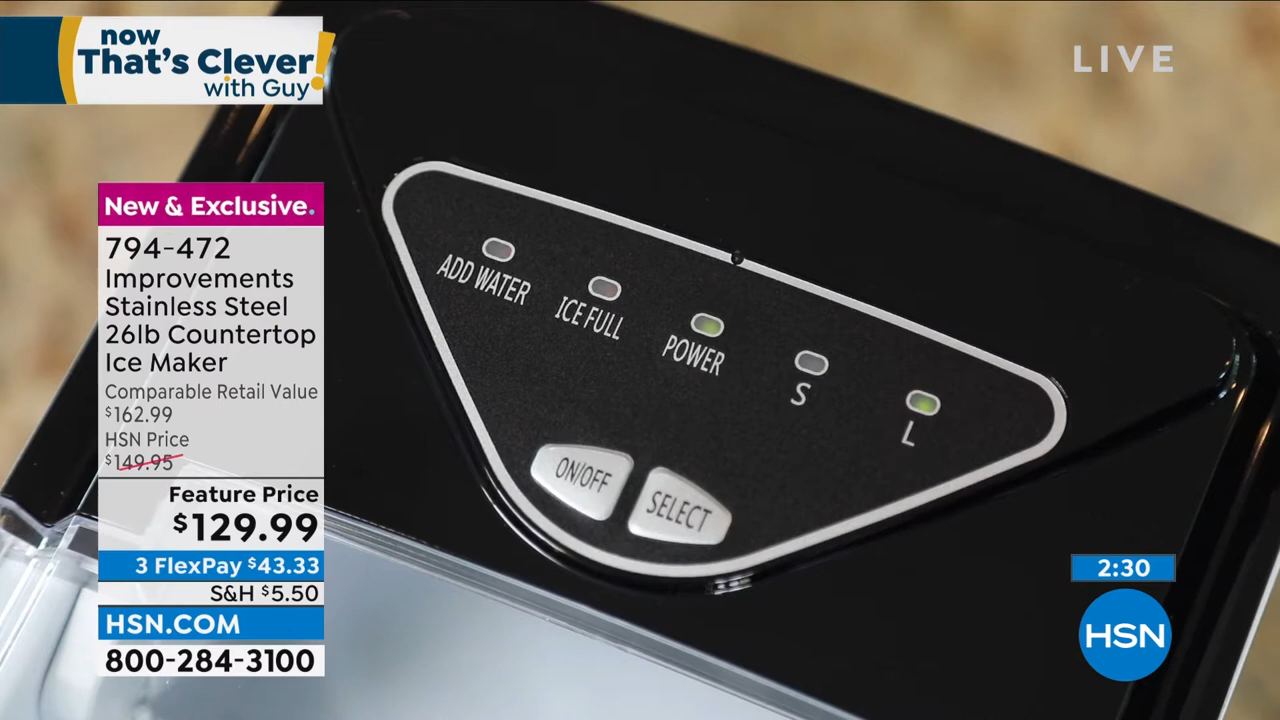 now
That's Clever!
with Guy
LIVE
New & Exclusive.
794-472
Improvements
Stainless Steel
26lb Countertop
Ice Maker
Comparable Retail Value
$162.99
HSN Price
$149.95
Feature Price
$129.99
3 FlexPay $43.33
S&H $5.50
HSN.COM
800-284-3100
ADD WATER
ICE FULL
POWER
S
L
ON/OFF
SELECT
2:30
HSN